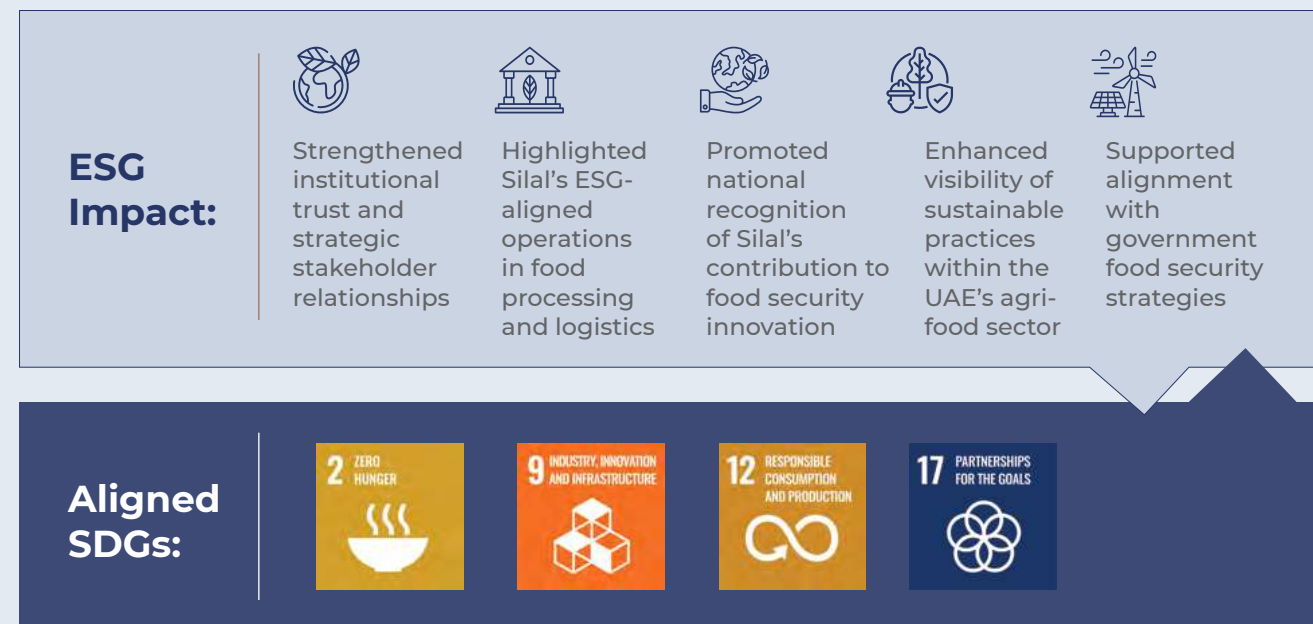 ESG
Impact:
Strengthened
institutional
trust and
strategic
stakeholder
relationships
Highlighted
Silal's ESG-
aligned
operations
in food
processing
and logistics
Promoted
national
recognition
of Silal's
contribution to
food security
innovation
Enhanced
visibility of
sustainable
practices
within the
UAE's agri-
food sector
Supported
alignment
with
government
food security
strategies
Aligned
SDGs:
2 ZERO
HUNGER
9 INDUSTRY, INNOVATION
AND INFRASTRUCTURE
12 RESPONSIBLE
CONSUMPTION
AND PRODUCTION
17 PARTNERSHIPS
FOR THE GOALS